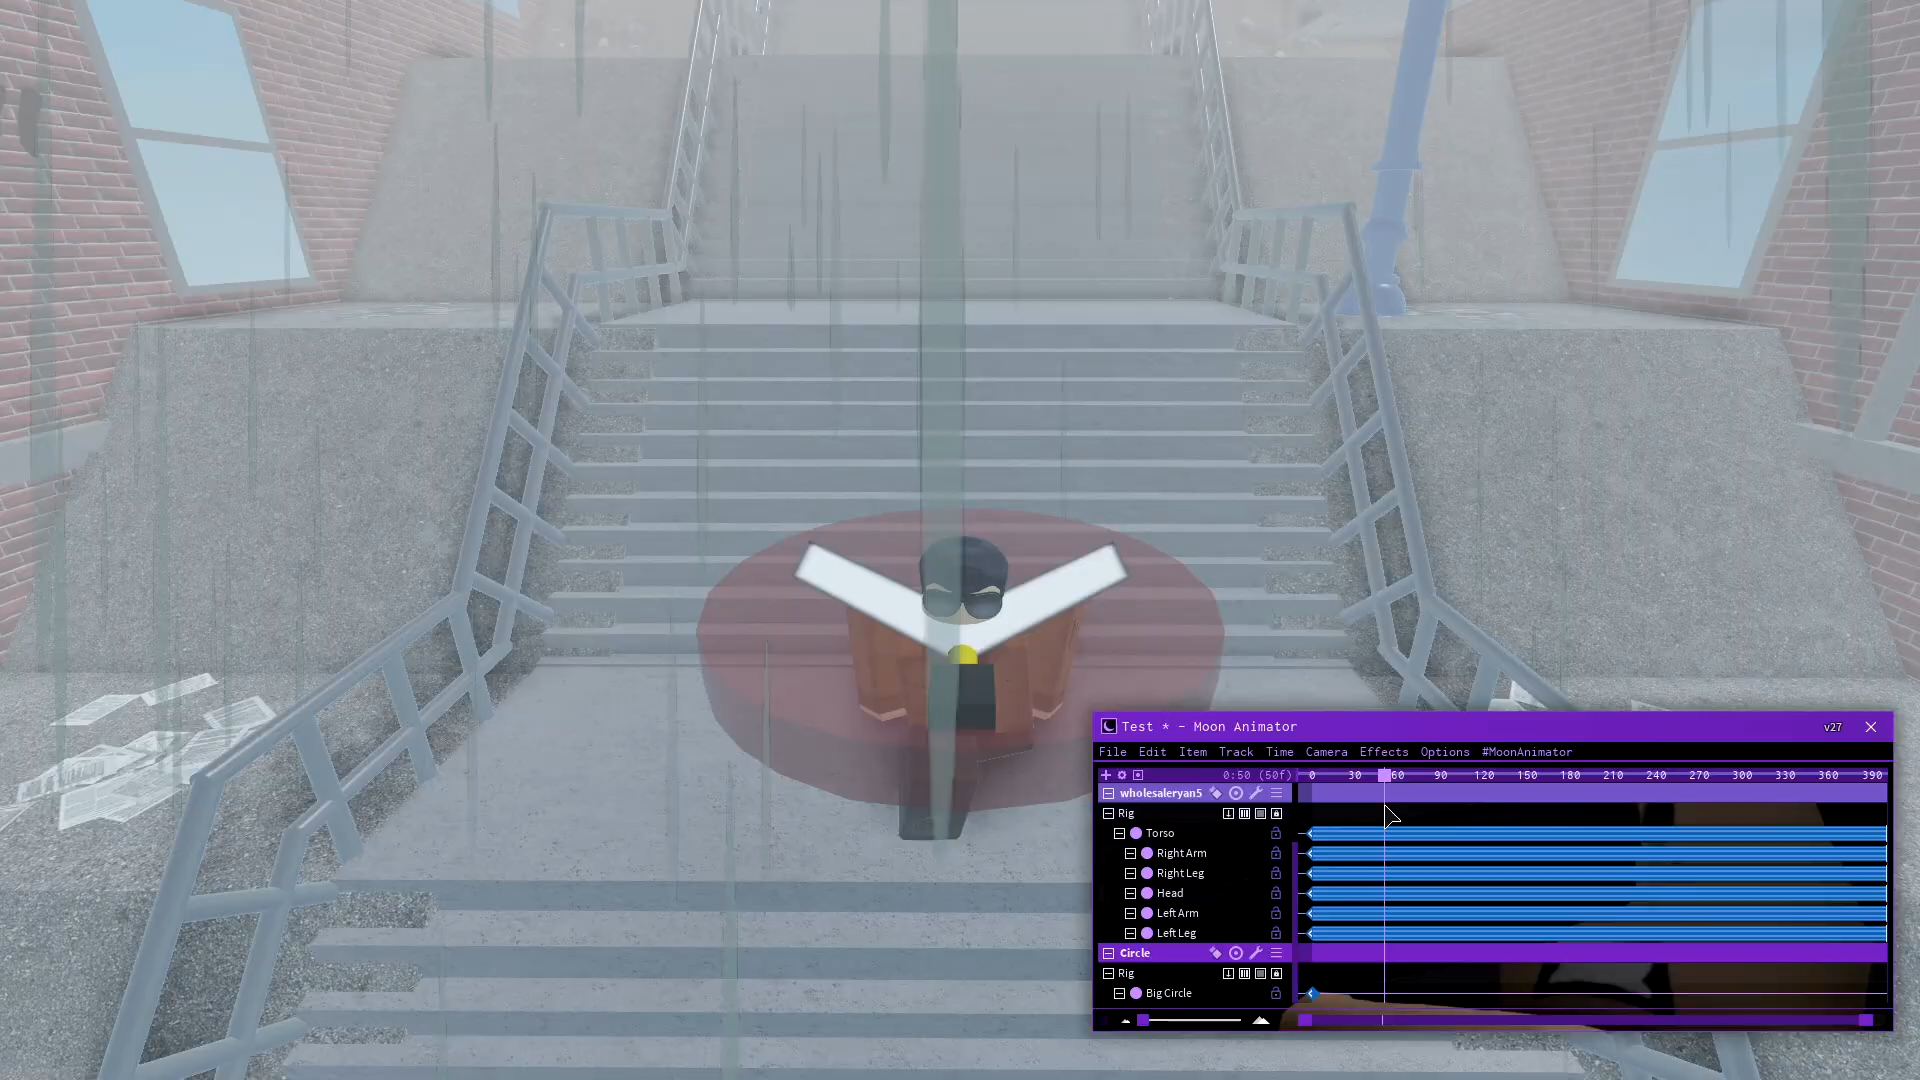 Test * - Moon Animator v27
File Edit Item Track Time Camera Effects Options #MoonAnimator
0:50 (50f) 0 30 60 90 120 150 180 210 240 270 300 330 360 390
wholesaleryan5
Rig
Torso
Right Arm
Right Leg
Head
Left Arm
Left Leg
Circle
Rig
Big Circle